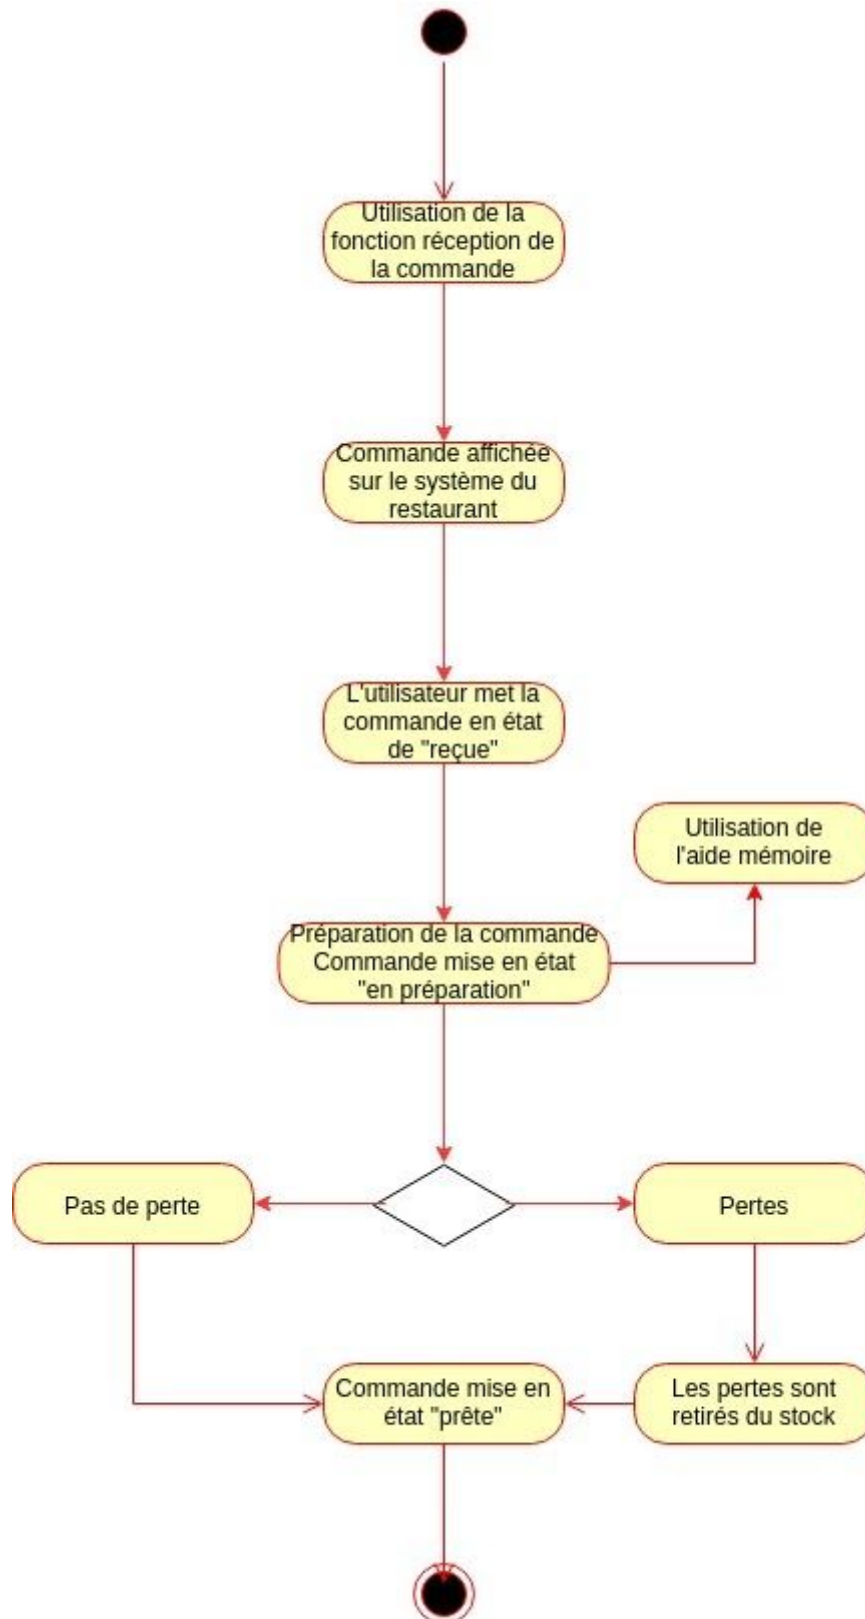 Utilisation de la
fonction réception de
la commande
Commande affichée
sur le système du
restaurant
L'utilisateur met la
commande en état
de "reçue"
Utilisation de
l'aide mémoire
Préparation de la commande
Commande mise en état
"en préparation"
Pas de perte
Pertes
Commande mise en
état "prête"
Les pertes sont
retirés du stock